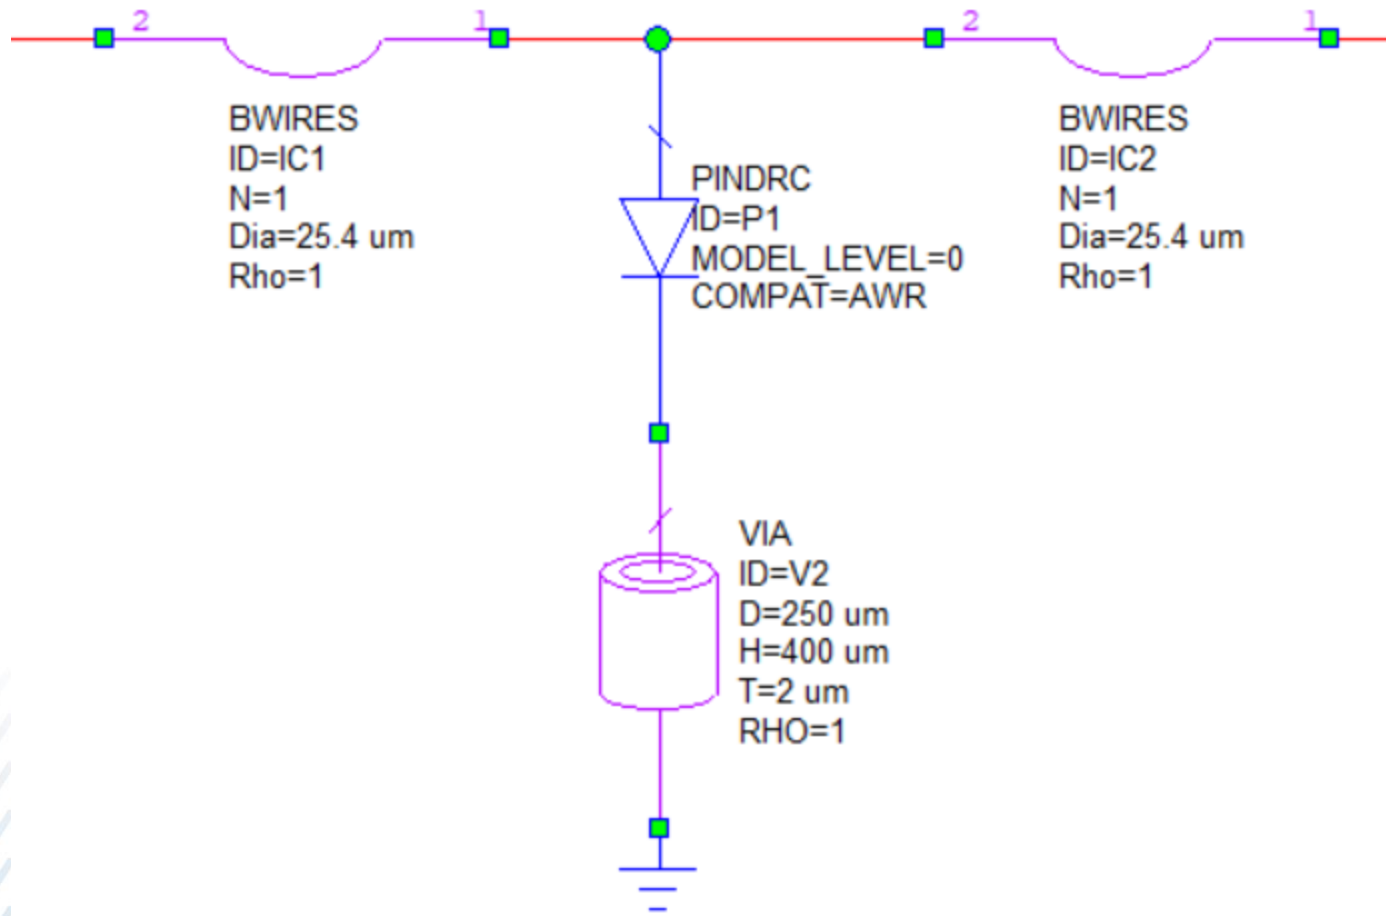 2 1 2 1
BWIRES
ID=IC1
N=1
Dia=25.4 um
Rho=1
PINDRC
ID=P1
MODEL_LEVEL=0
COMPAT=AWR
BWIRES
ID=IC2
N=1
Dia=25.4 um
Rho=1
VIA
ID=V2
D=250 um
H=400 um
T=2 um
RHO=1